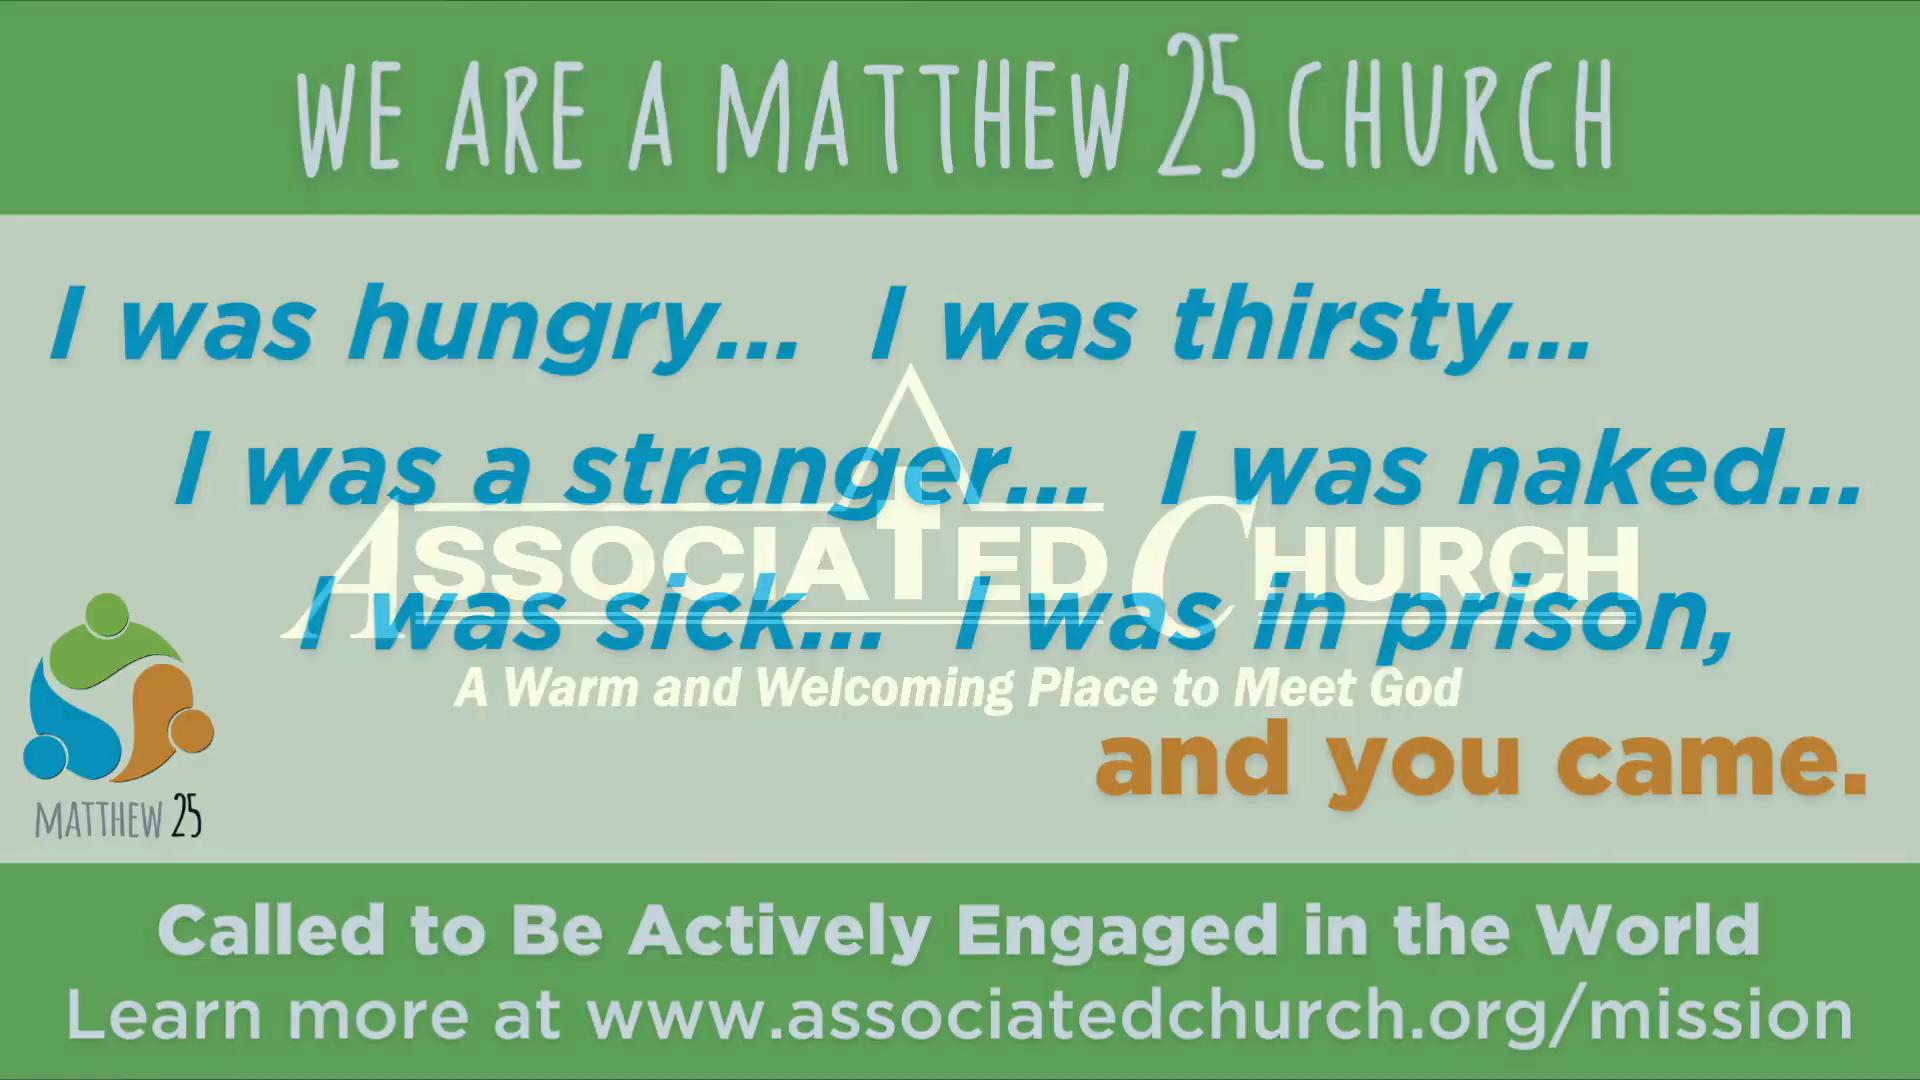 WE ARE A MATTHEW 25 CHURCH
I was hungry... I was thirsty...
I was a stranger... I was naked...
ASSOCIATED CHURCH
I was sick... I was in prison,
A Warm and Welcoming Place to Meet God
and you came.
MATTHEW 25
Called to Be Actively Engaged in the World
Learn more at www.associatedchurch.org/mission